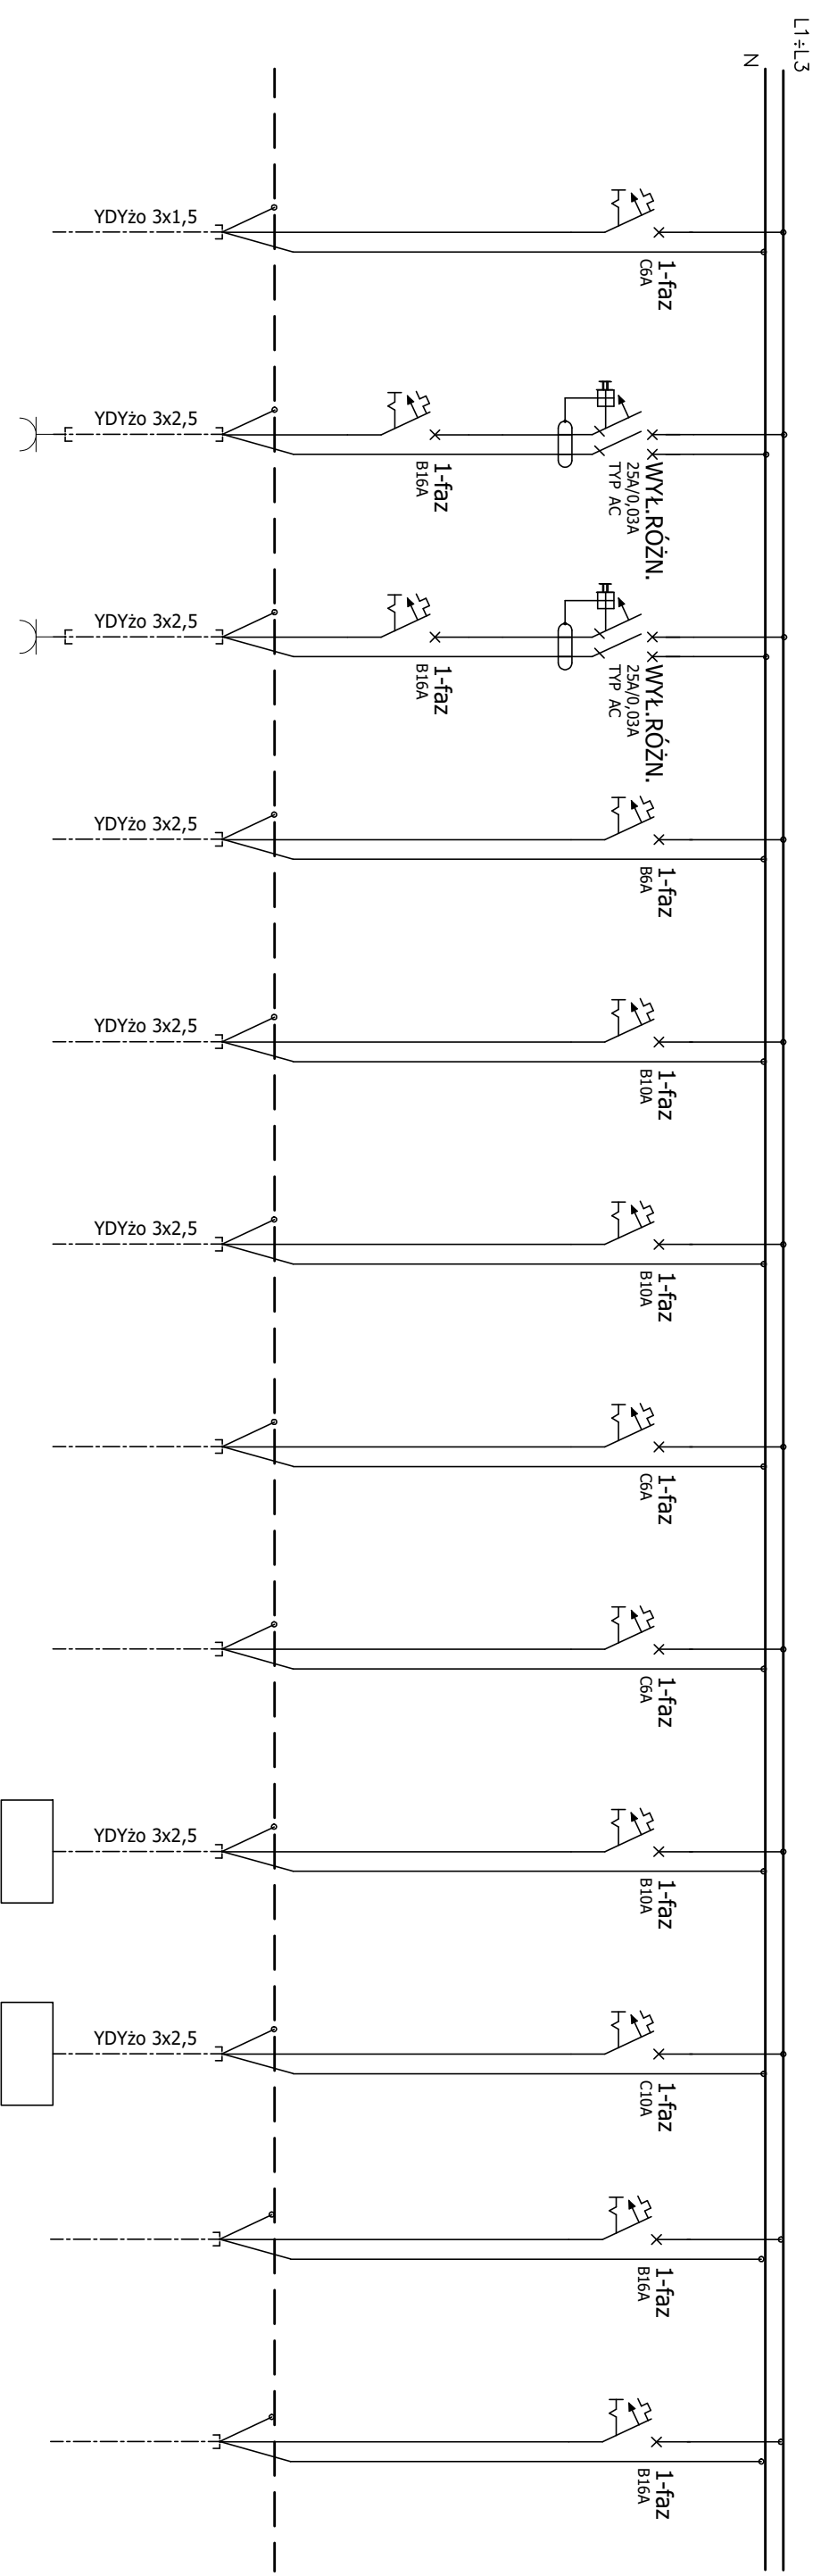 L1÷L3
N
YDYżo 3x1,5
1-faz
C6A
YDYżo 3x2,5
1-faz
B16A
WYŁ.RÓŻN.
25A/0,03A
TYP AC
YDYżo 3x2,5
1-faz
B16A
WYŁ.RÓŻN.
25A/0,03A
TYP AC
YDYżo 3x2,5
1-faz
B6A
YDYżo 3x2,5
1-faz
B10A
YDYżo 3x2,5
1-faz
B10A
1-faz
C6A
1-faz
C6A
YDYżo 3x2,5
1-faz
B10A
YDYżo 3x2,5
1-faz
C10A
1-faz
B16A
1-faz
B16A